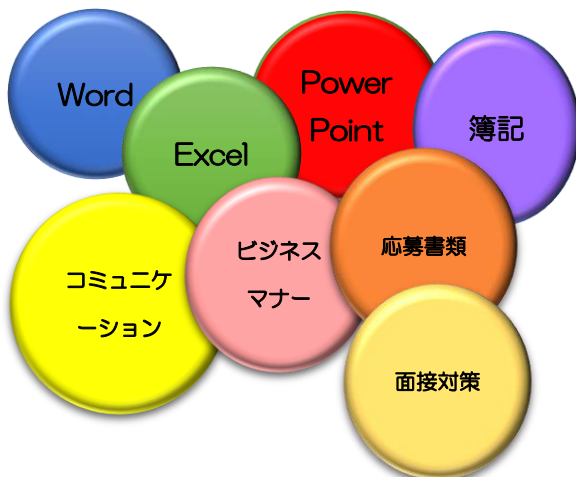 Word
Excel
Power
Point
簿記
コミュニケ
ーション
ビジネス
マナー
応募書類
面接対策